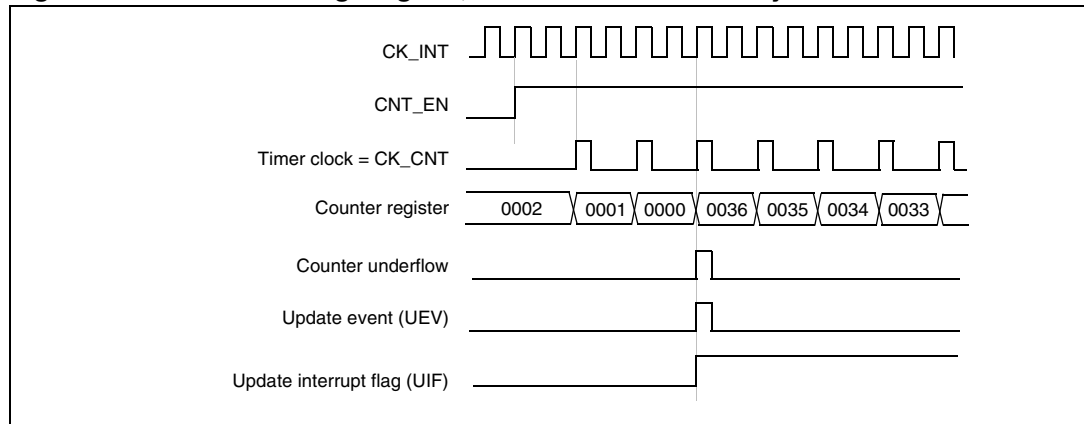 CK_INT
CNT_EN
Timer clock = CK_CNT
Counter register 0002 0001 0000 0036 0035 0034 0033
Counter underflow
Update event (UEV)
Update interrupt flag (UIF)